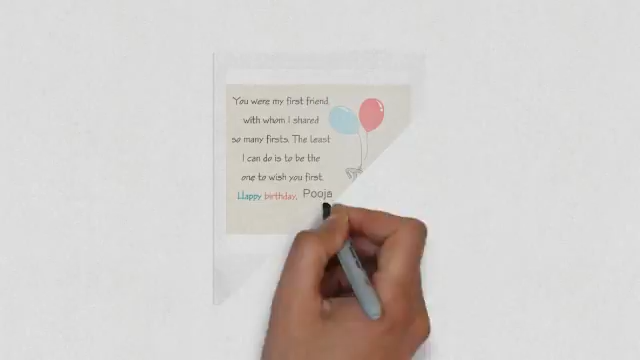 You were my first friend
with whom I shared
so many firsts. The least
I can do is to be the
one to wish you first.
Happy birthday, Pooja